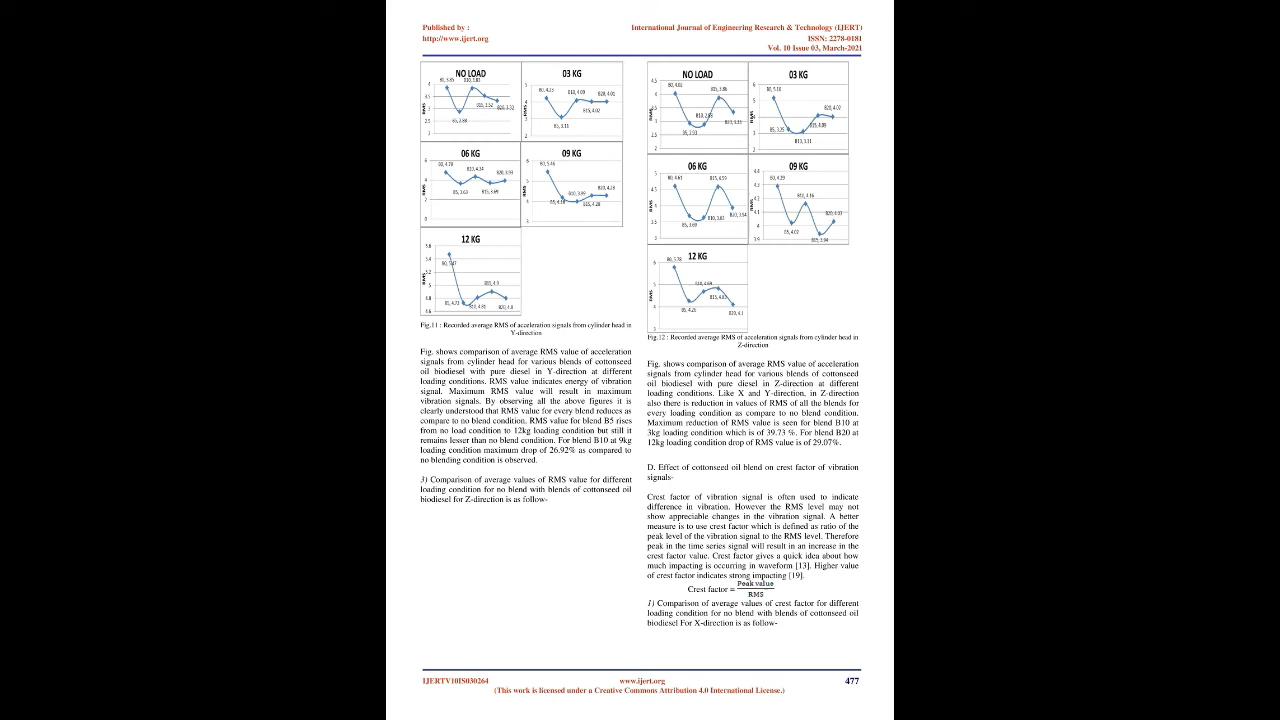 Published by :
http://www.ijert.org
International Journal of Engineering Research & Technology (IJERT)
ISSN: 2278-0181
Vol. 10 Issue 03, March-2021
NO LOAD
03 KG
06 KG
09 KG
12 KG
RMS
Fig.11 : Recorded average RMS of acceleration signals from cylinder head in
Y-direction
Fig. shows comparison of average RMS value of acceleration
signals from cylinder head for various blends of cottonseed
oil biodiesel with pure diesel in Y-direction at different
loading conditions. RMS value indicates energy of vibration
signal. Maximum RMS value will result in maximum
vibration signals. By observing all the above figures it is
clearly understood that RMS value for every blend reduces as
compare to no blend condition. RMS value for blend B5 rises
from no load condition to 12kg loading condition but still it
remains lesser than no blend condition. For blend B10 at 9kg
loading condition maximum drop of 26.92% as compared to
no blending condition is observed.
3) Comparison of average values of RMS value for different
loading condition for no blend with blends of cottonseed oil
biodiesel for Z-direction is as follow-
NO LOAD
03 KG
06 KG
09 KG
12 KG
RMS
Fig.12 : Recorded average RMS of acceleration signals from cylinder head in
Z-direction
Fig. shows comparison of average RMS value of acceleration
signals from cylinder head for various blends of cottonseed
oil biodiesel with pure diesel in Z-direction at different
loading conditions. Like X and Y-direction, in Z-direction
also there is reduction in values of RMS of all the blends for
every loading condition as compare to no blend condition.
Maximum reduction of RMS value is seen for blend B10 at
3kg loading condition which is of 39.73 %. For blend B20 at
12kg loading condition drop of RMS value is of 29.07%.
D. Effect of cottonseed oil blend on crest factor of vibration
signals-
Crest factor of vibration signal is often used to indicate
difference in vibration. However the RMS level may not
show appreciable changes in the vibration signal. A better
measure is to use crest factor which is defined as ratio of the
peak level of the vibration signal to the RMS level. Therefore
peak in the time series signal will result in an increase in the
crest factor value. Crest factor gives a quick idea about how
much impacting is occurring in waveform [13]. Higher value
of crest factor indicates strong impacting [19].
Crest factor = Peak value
RMS
1) Comparison of average values of crest factor for different
loading condition for no blend with blends of cottonseed oil
biodiesel For X-direction is as follow-
IJERTV10IS030264
www.ijert.org
477
(This work is licensed under a Creative Commons Attribution 4.0 International License.)